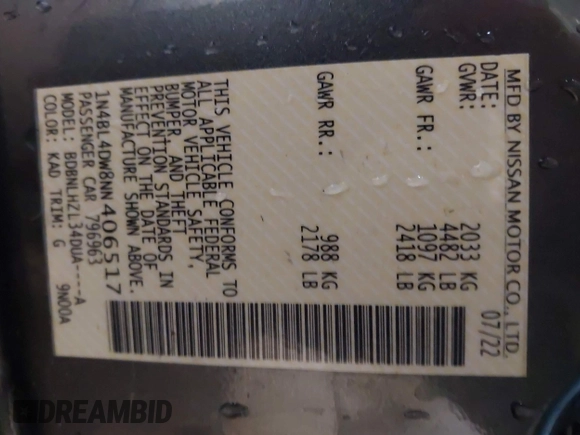 MFD BY NISSAN MOTOR CO., LTD.
DATE: 07/22
GVWR: 2033 KG
4482 LB
GAWR FR.: 1097 KG
2418 LB
GAWR RR.: 988 KG
2178 LB
THIS VEHICLE CONFORMS TO
ALL APPLICABLE FEDERAL
MOTOR VEHICLE SAFETY,
BUMPER, AND THEFT
PREVENTION STANDARDS IN
EFFECT ON THE DATE OF
MANUFACTURE SHOWN ABOVE.
1N4BL4DW8NN406517
PASSENGER CAR 796963
MODEL: BDBNLHZL34DUA----A
COLOR: KAD TRIM: G 9N00A
DREAMBID